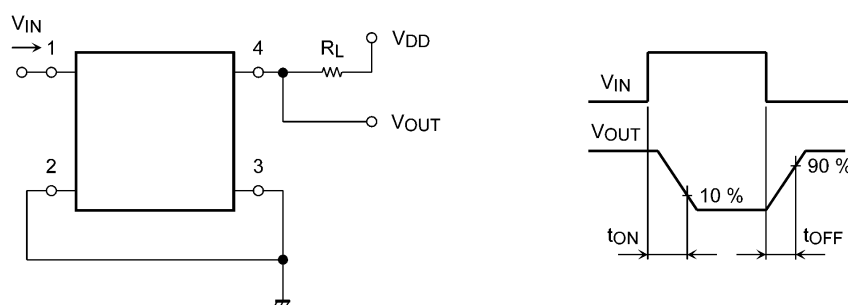 VIN
1
4
RL
VDD
VOUT
2
3
VIN
VOUT
10 %
90 %
tON
tOFF